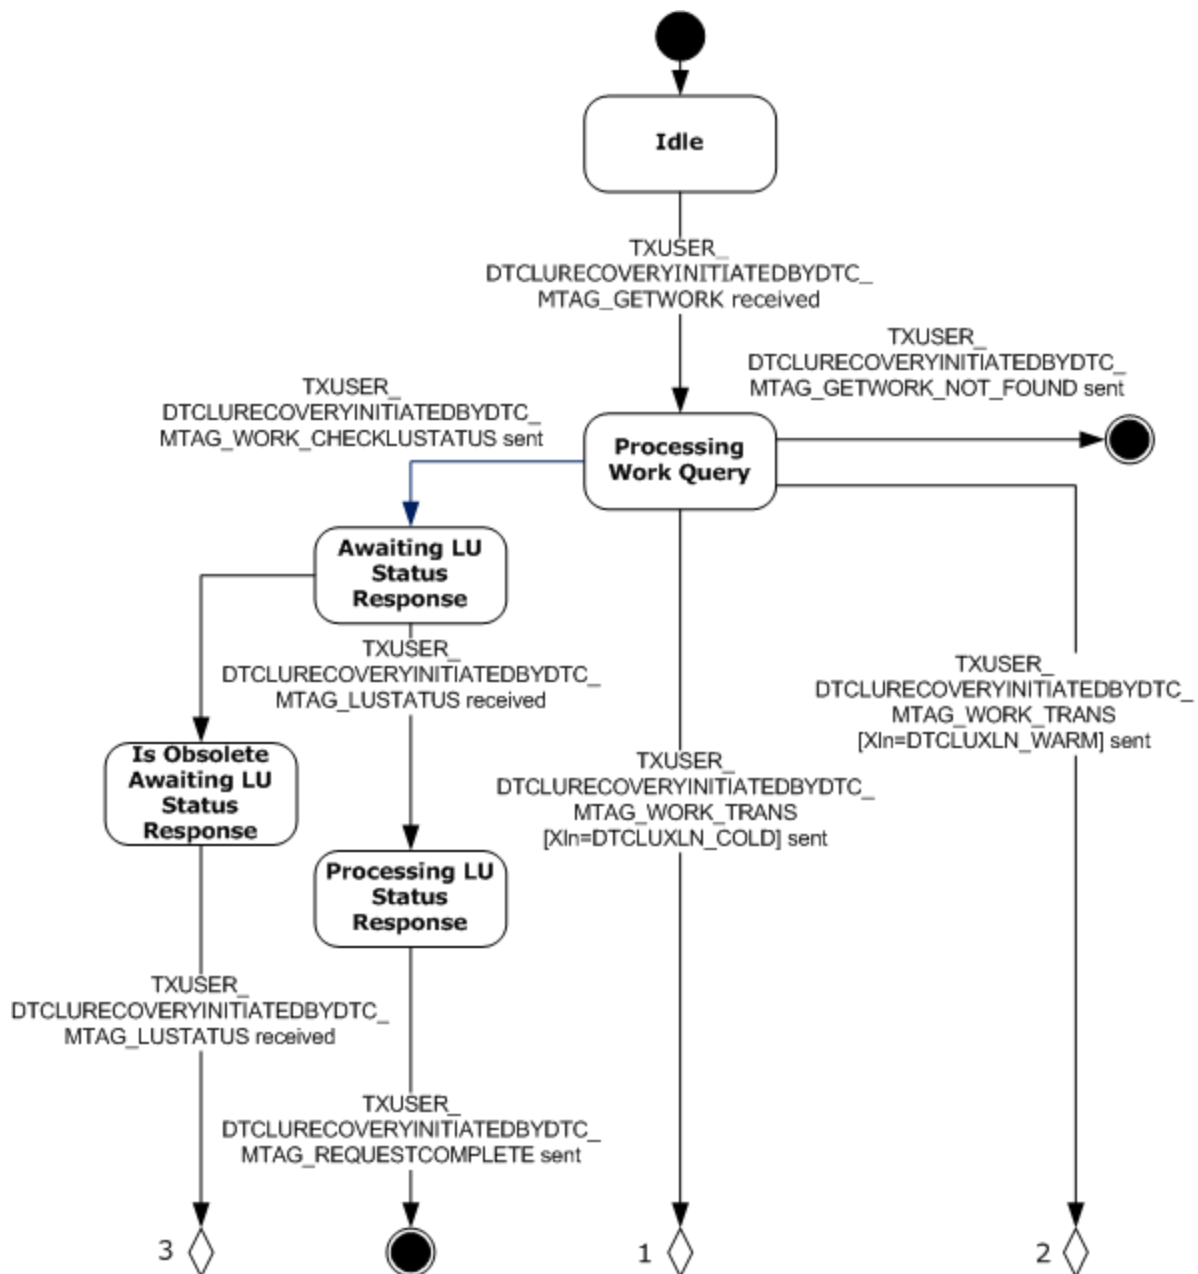 Idle
TXUSER_
DTCLURECOVERYINITIATEDBYDTC_
MTAG_GETWORK received
TXUSER_
DTCLURECOVERYINITIATEDBYDTC_
MTAG_GETWORK_NOT_FOUND sent
TXUSER_
DTCLURECOVERYINITIATEDBYDTC_
MTAG_WORK_CHECKLUSTATUS sent
Processing
Work Query
Awaiting LU
Status
Response
TXUSER_
DTCLURECOVERYINITIATEDBYDTC_
MTAG_LUSTATUS received
TXUSER_
DTCLURECOVERYINITIATEDBYDTC_
MTAG_WORK_TRANS
[Xln=DTCLUXLN_WARM] sent
Is Obsolete
Awaiting LU
Status
Response
TXUSER_
DTCLURECOVERYINITIATEDBYDTC_
MTAG_WORK_TRANS
[Xln=DTCLUXLN_COLD] sent
Processing LU
Status
Response
TXUSER_
DTCLURECOVERYINITIATEDBYDTC_
MTAG_LUSTATUS received
TXUSER_
DTCLURECOVERYINITIATEDBYDTC_
MTAG_REQUESTCOMPLETE sent
3
1
2